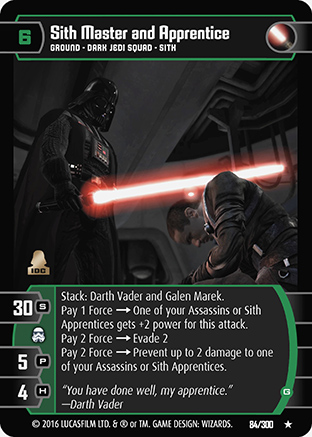 6 Sith Master and Apprentice
GROUND - DARK JEDI SQUAD - SITH
IDC
30 S
5 P
4 H
Stack: Darth Vader and Galen Marek.
Pay 1 Force → One of your Assassins or Sith
Apprentices gets +2 power for this attack.
Pay 2 Force → Evade 2
Pay 2 Force → Prevent up to 2 damage to one
of your Assassins or Sith Apprentices.
"You have done well, my apprentice."
—Darth Vader
G
© 2016 LUCASFILM LTD. & ® or TM. GAME DESIGN: WIZARDS. 84/300 ★